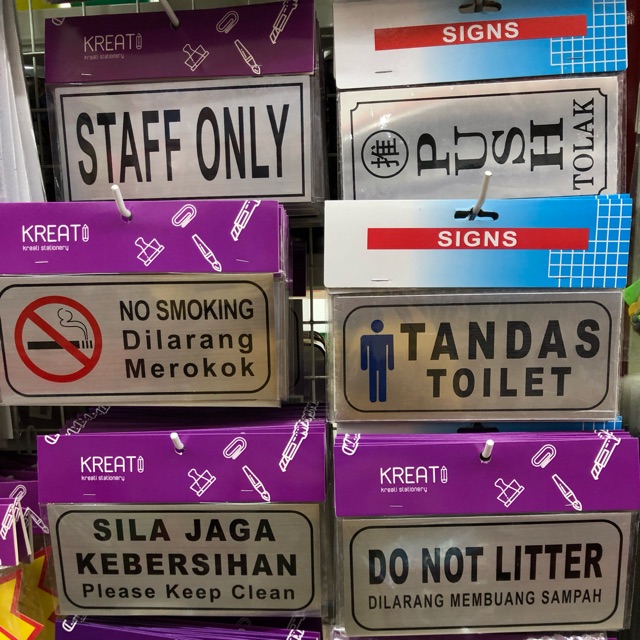 KREATi
kreati stationery
STAFF ONLY
SIGNS
推
PUSH
TOLAK
KREATi
kreati stationery
NO SMOKING
Dilarang
Merokok
SIGNS
TANDAS
TOILET
KREATi
kreati stationery
SILA JAGA
KEBERSIHAN
Please Keep Clean
KREATi
kreati stationery
DO NOT LITTER
DILARANG MEMBUANG SAMPAH